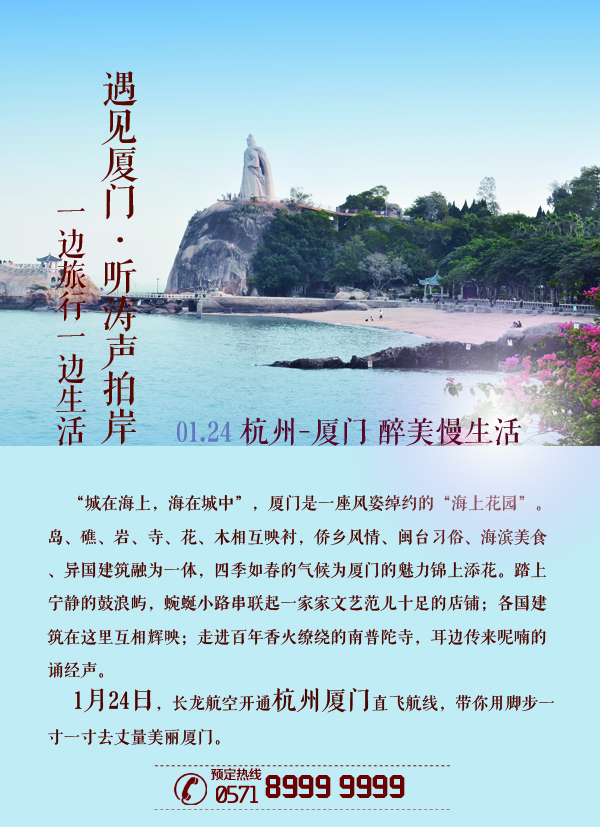 遇见厦门·听涛声拍岸
一边旅行一边生活
01.24 杭州-厦门 醉美慢生活
“城在海上，海在城中”，厦门是一座风姿绰约的“海上花园”。
岛、礁、岩、寺、花、木相互映衬，侨乡风情、闽台习俗、海滨美食
、异国建筑融为一体，四季如春的气候为厦门的魅力锦上添花。踏上
宁静的鼓浪屿，蜿蜒小路串联起一家家文艺范儿十足的店铺；各国建
筑在这里互相辉映；走进百年香火缭绕的南普陀寺，耳边传来呢喃的
诵经声。
1月24日，长龙航空开通杭州厦门直飞航线，带你用脚步一
寸一寸去丈量美丽厦门。
预定热线
0571 8999 9999